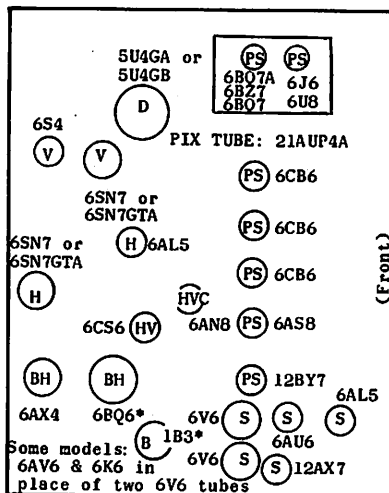 5U4GA or
5U4GB
PS PS
6BQ7A 6J6
6BZ7 6U8
6BQ7
D
6S4
V V
PIX TUBE: 21AUP4A
PS 6CB6
6SN7 or
6SN7GTA
PS 6CB6
H 6AL5
6SN7 or
6SN7GTA
H
PS 6CB6
(Front)
HVC
6CS6 HV
6AN8 PS 6AS8
BH BH
PS 12BY7
6AX4 6BQ6*
6AL5
6V6 S S S
6AU6
B 1B3*
6V6 S S 12AX7
Some models:
6AV6 & 6K6 in
place of two 6V6 tubes